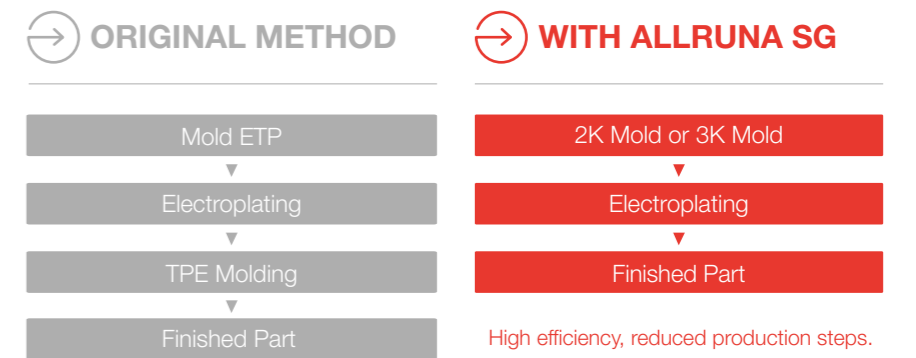 ORIGINAL METHOD
Mold ETP
Electroplating
TPE Molding
Finished Part
WITH ALLRUNA SG
2K Mold or 3K Mold
Electroplating
Finished Part
High efficiency, reduced production steps.